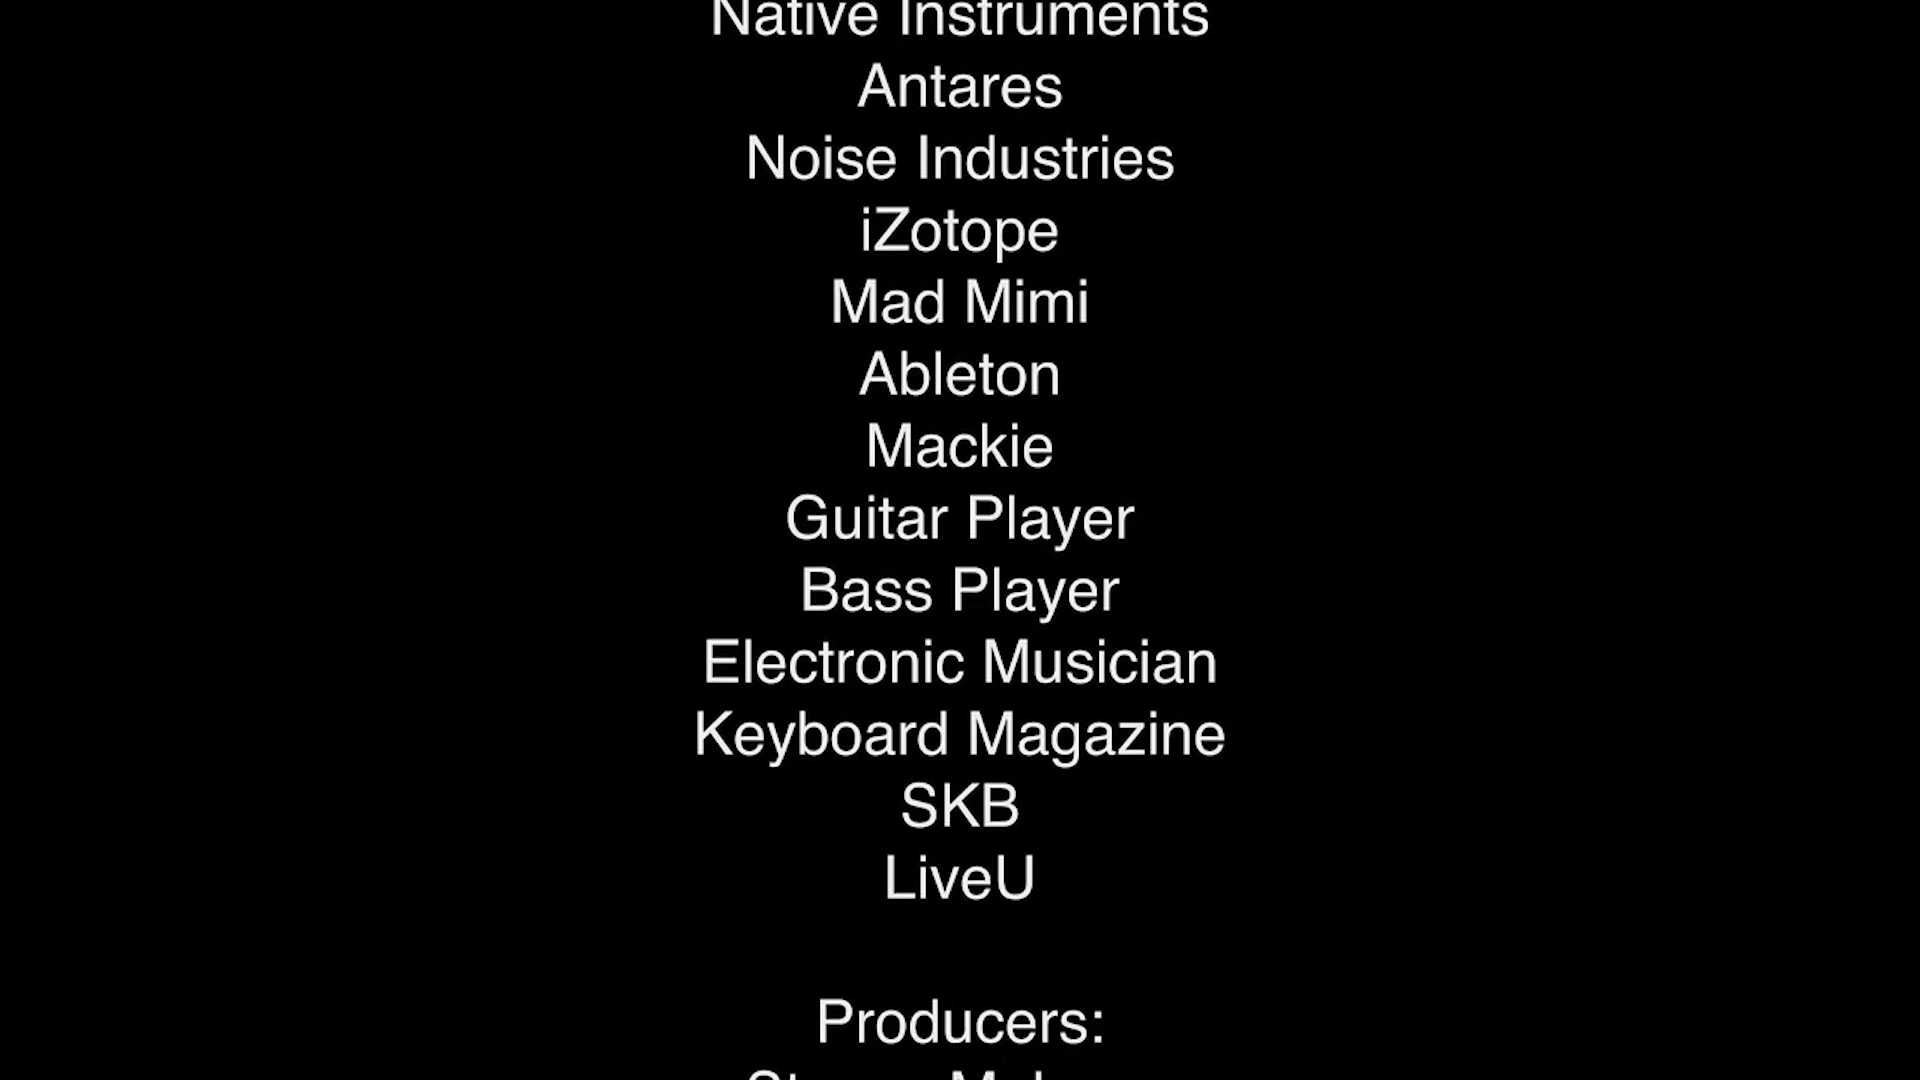 Native Instruments
Antares
Noise Industries
iZotope
Mad Mimi
Ableton
Mackie
Guitar Player
Bass Player
Electronic Musician
Keyboard Magazine
SKB
LiveU
Producers: